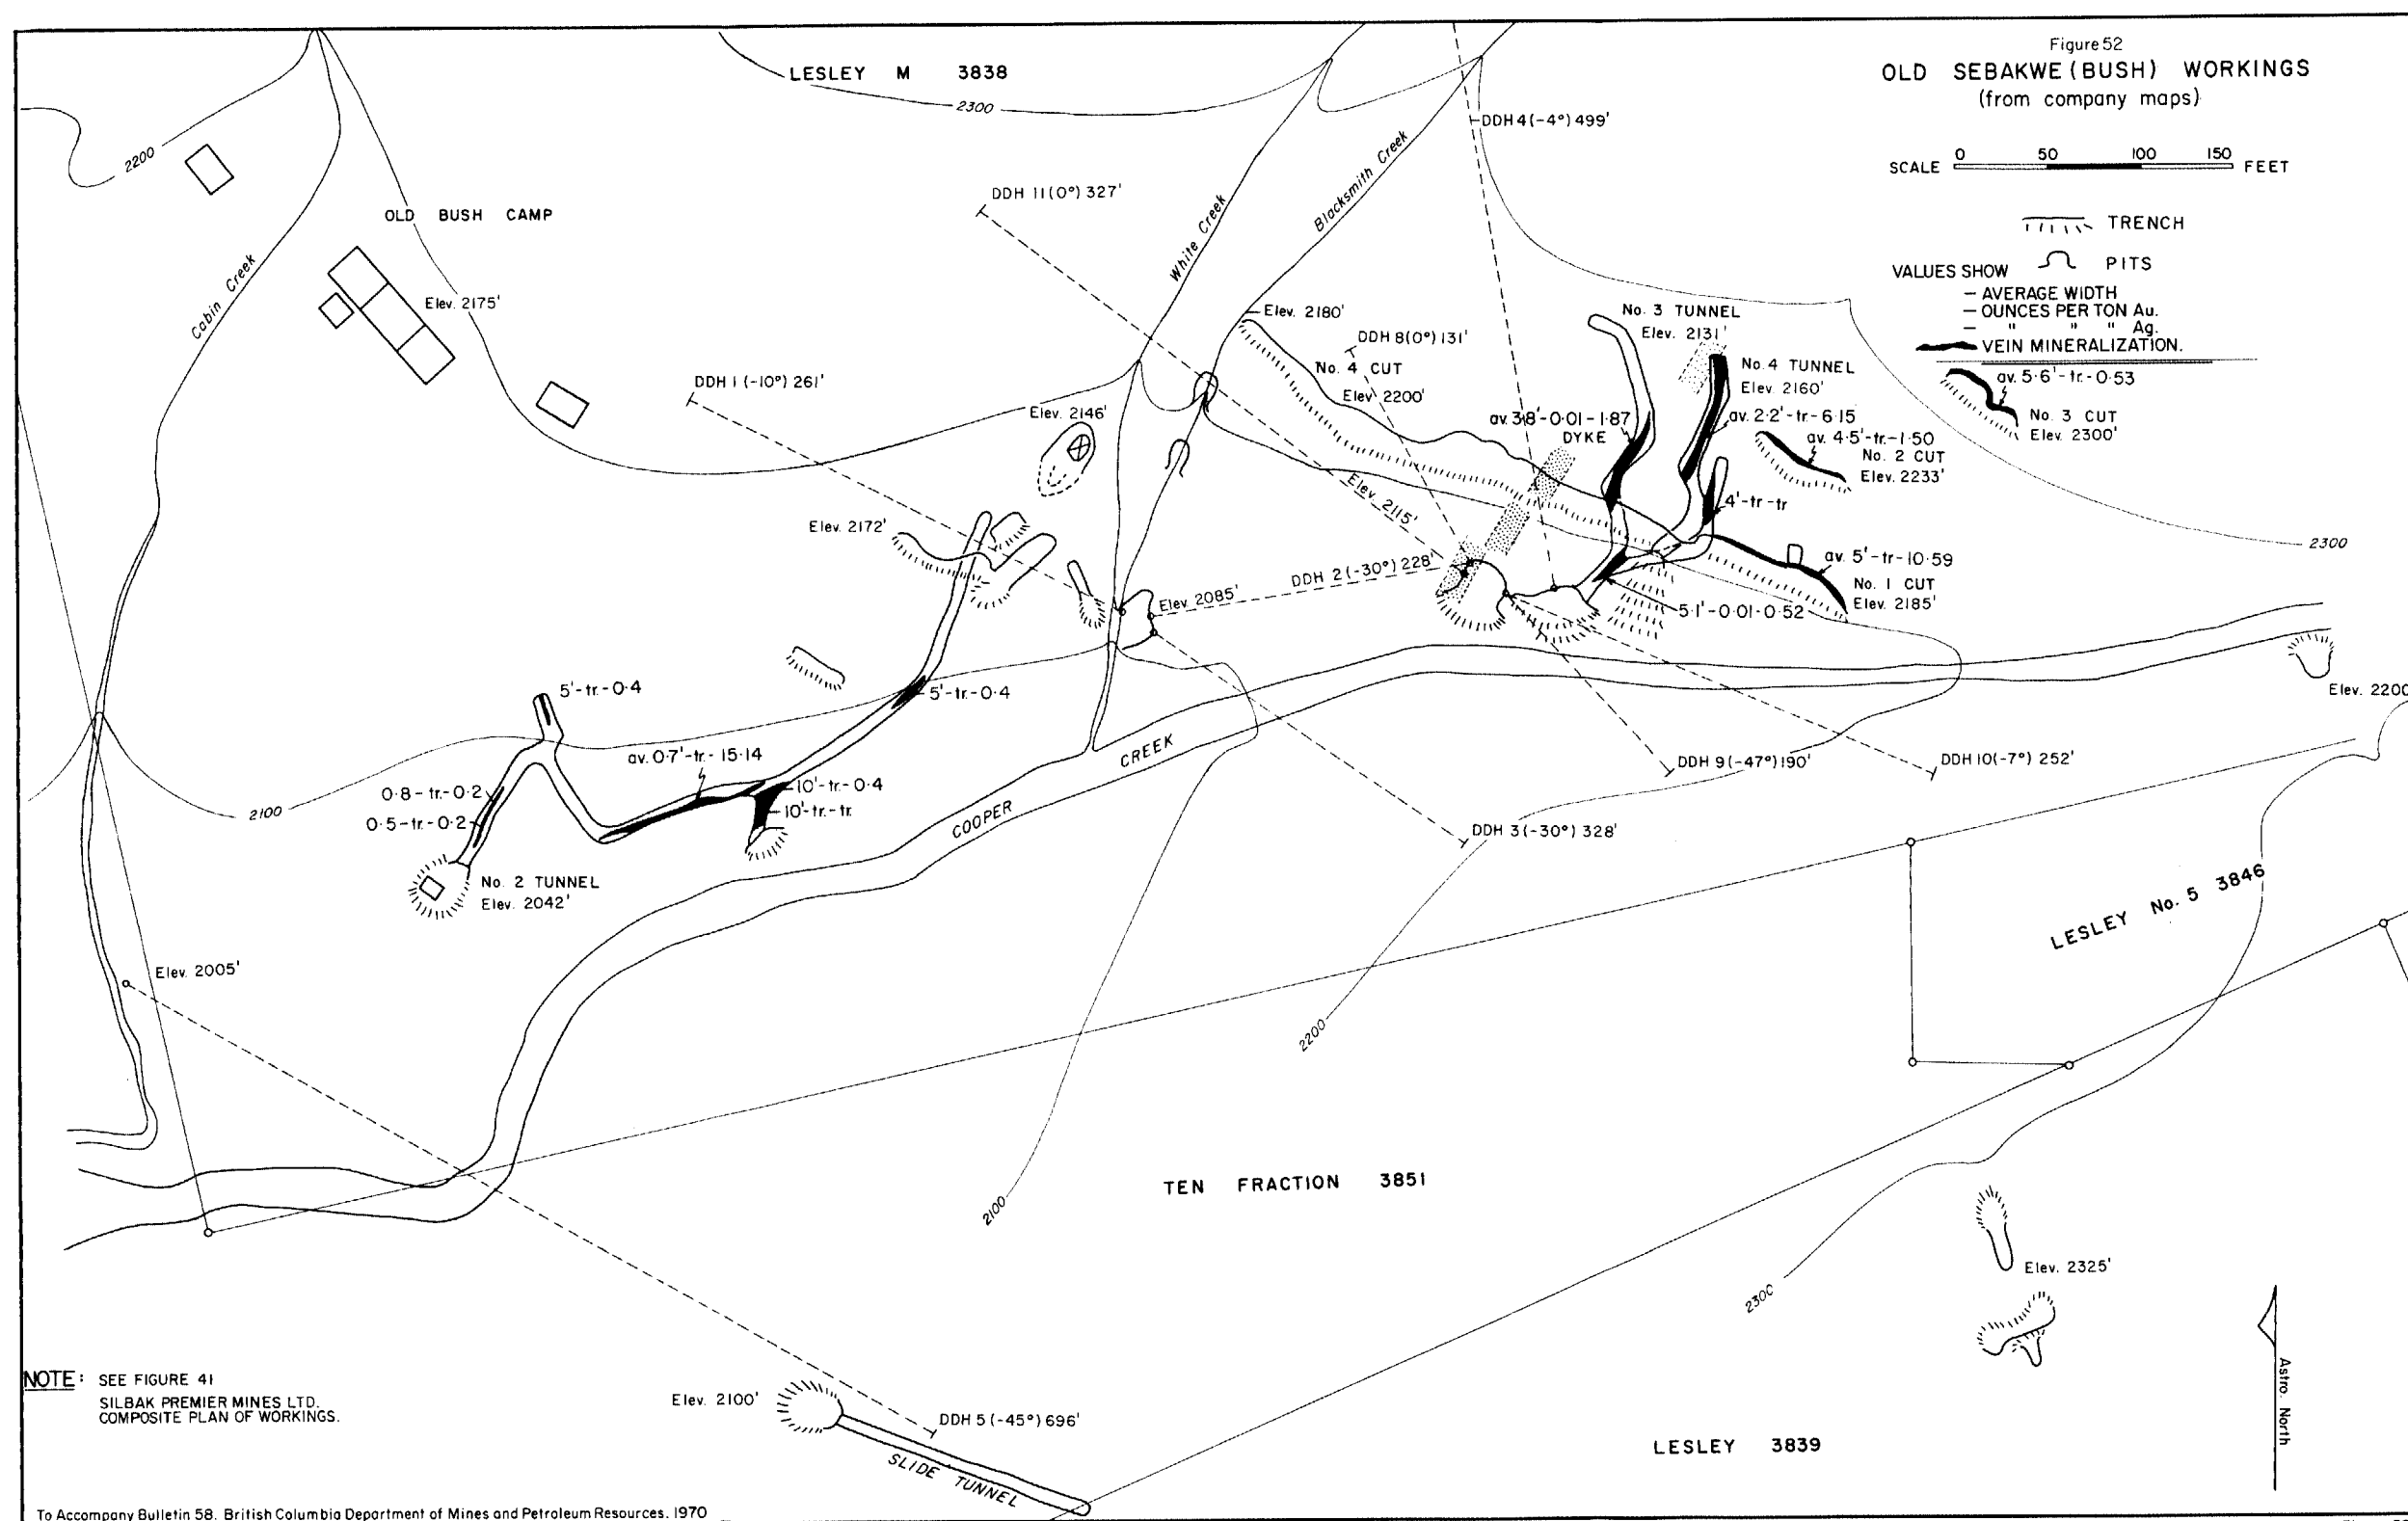 Figure 52
OLD SEBAKWE (BUSH) WORKINGS
(from company maps)
SCALE 0 50 100 150 FEET
TRENCH
PITS
VALUES SHOW
— AVERAGE WIDTH
— OUNCES PER TON Au.
— " " " Ag.
VEIN MINERALIZATION.
av. 5·6'-tr.-0·53
No. 3 CUT
Elev. 2300'
LESLEY M 3838
2300
2200
OLD BUSH CAMP
Elev. 2175'
Cabin Creek
DDH 11(0°) 327'
DDH 4(-4°) 499'
White Creek
Blacksmith Creek
DDH 1 (-10°) 261'
Elev. 2146'
Elev. 2180'
DDH 8(0°) 131'
No. 4 CUT
Elev. 2200'
No. 3 TUNNEL
Elev. 2131'
No. 4 TUNNEL
Elev. 2160'
av. 3·8'-0·01-1·87
DYKE
av. 2·2'-tr-6·15
av. 4·5'-tr.-1·50
No. 2 CUT
Elev. 2233'
4'-tr-tr
Elev. 2115'
Elev. 2172'
DDH 2(-30°) 228'
Elev. 2085'
av. 5'-tr-10·59
No. 1 CUT
Elev. 2185'
5·1'-0·01-0·52
2300
Elev. 2200
5'-tr.-0·4
5'-tr.-0·4
av. 0·7'-tr.-15·14
10'-tr.-0·4
10'-tr.-tr.
0·8-tr.-0·2
0·5-tr.-0·2
2100
No. 2 TUNNEL
Elev. 2042'
COOPER CREEK
DDH 9(-47°) 190'
DDH 10(-7°) 252'
DDH 3(-30°) 328'
LESLEY No. 5 3846
Elev. 2005'
2200
TEN FRACTION 3851
2100
Elev. 2325'
2300
Astro. North
NOTE: SEE FIGURE 41
SILBAK PREMIER MINES LTD.
COMPOSITE PLAN OF WORKINGS.
Elev. 2100'
DDH 5(-45°) 696'
SLIDE TUNNEL
LESLEY 3839
To Accompany Bulletin 58, British Columbia Department of Mines and Petroleum Resources, 1970